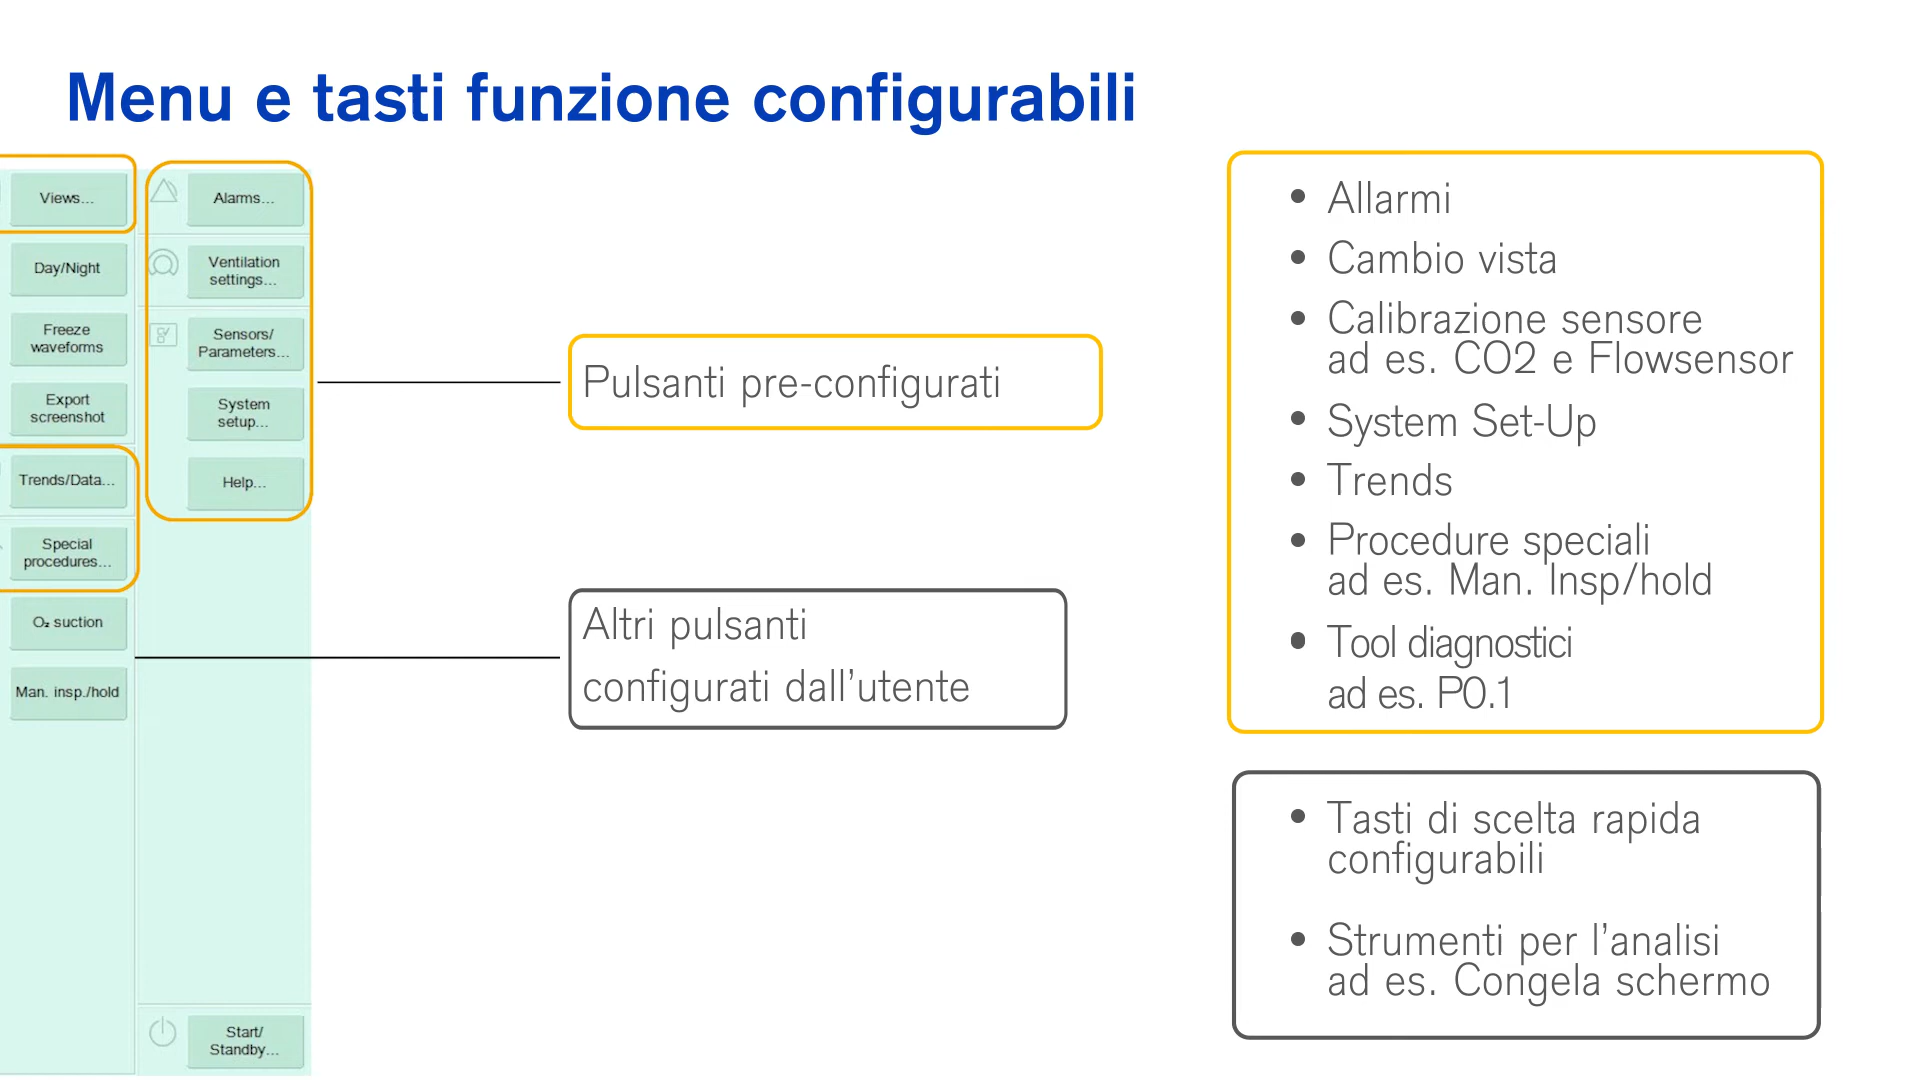 Menu e tasti funzione configurabili
Views...
Day/Night
Freeze
waveforms
Export
screenshot
Trends/Data...
Special
procedures...
O₂ suction
Man. insp./hold
Alarms...
Ventilation
settings...
Sensors/
Parameters...
System
setup...
Help...
Start/
Standby...
Pulsanti pre-configurati
Altri pulsanti
configurati dall’utente
• Allarmi
• Cambio vista
• Calibrazione sensore
ad es. CO2 e Flowsensor
• System Set-Up
• Trends
• Procedure speciali
ad es. Man. Insp/hold
• Tool diagnostici
ad es. P0.1
• Tasti di scelta rapida
configurabili
• Strumenti per l’analisi
ad es. Congela schermo